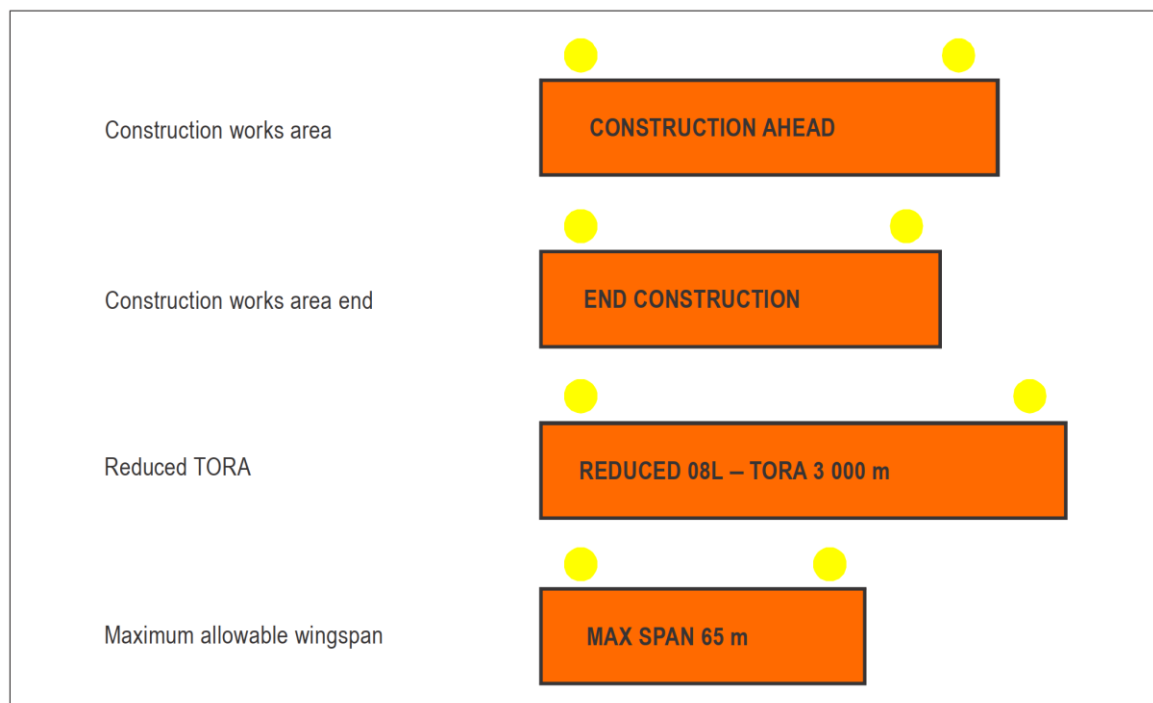 Construction works area
CONSTRUCTION AHEAD
Construction works area end
END CONSTRUCTION
Reduced TORA
REDUCED 08L – TORA 3 000 m
Maximum allowable wingspan
MAX SPAN 65 m